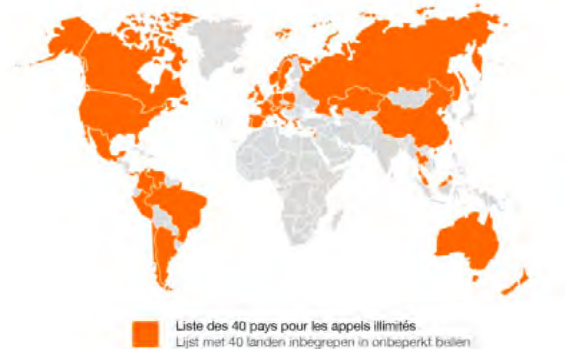 Liste des 40 pays pour les appels illimités
Lijst met 40 landen inbegrepen in onbeperkt bellen